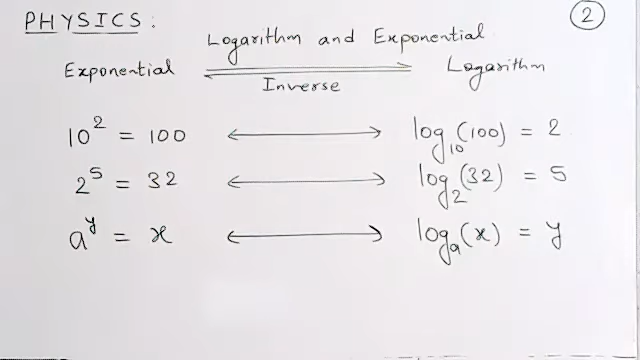 PHYSICS: 2
Logarithm and Exponential
Exponential Logarithm
Inverse
10² = 100 ⟷ log₁₀(100) = 2
2⁵ = 32 ⟷ log₂(32) = 5
aʸ = x ⟷ logₐ(x) = y